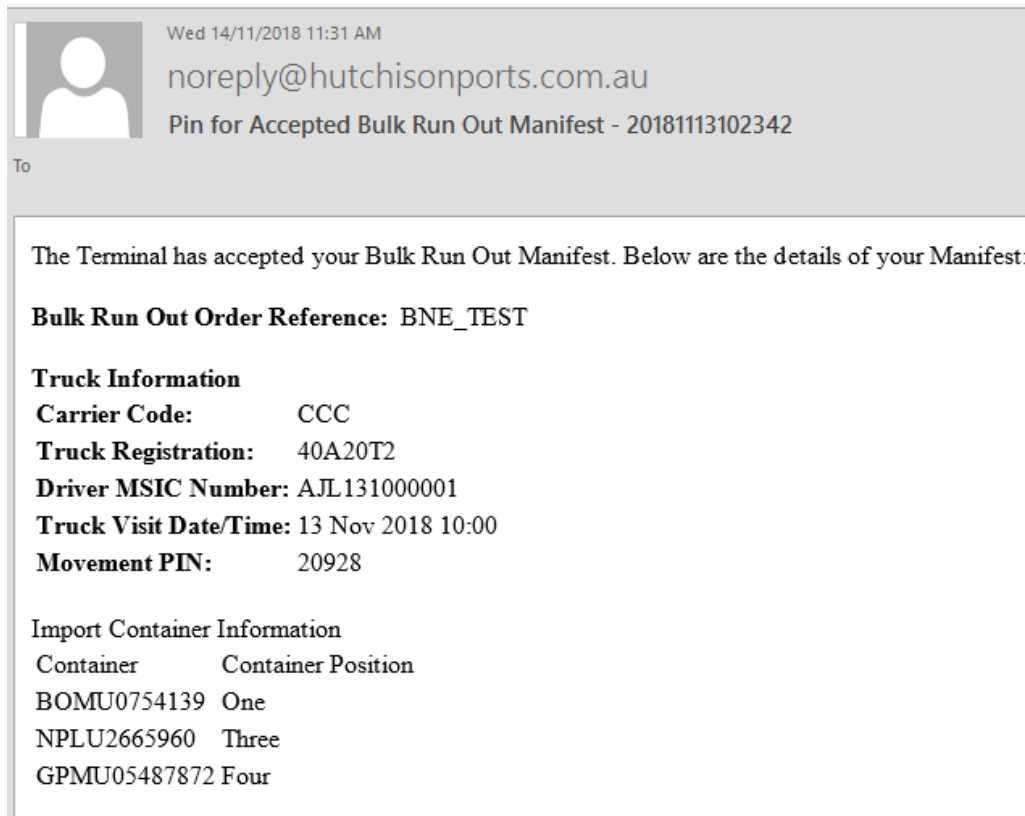 Wed 14/11/2018 11:31 AM
noreply@hutchisonports.com.au
Pin for Accepted Bulk Run Out Manifest - 20181113102342
To
The Terminal has accepted your Bulk Run Out Manifest. Below are the details of your Manifest:
Bulk Run Out Order Reference: BNE_TEST
Truck Information
Carrier Code: CCC
Truck Registration: 40A20T2
Driver MSIC Number: AJL131000001
Truck Visit Date/Time: 13 Nov 2018 10:00
Movement PIN: 20928
Import Container Information
Container Container Position
BOMU0754139 One
NPLU2665960 Three
GPMU05487872 Four